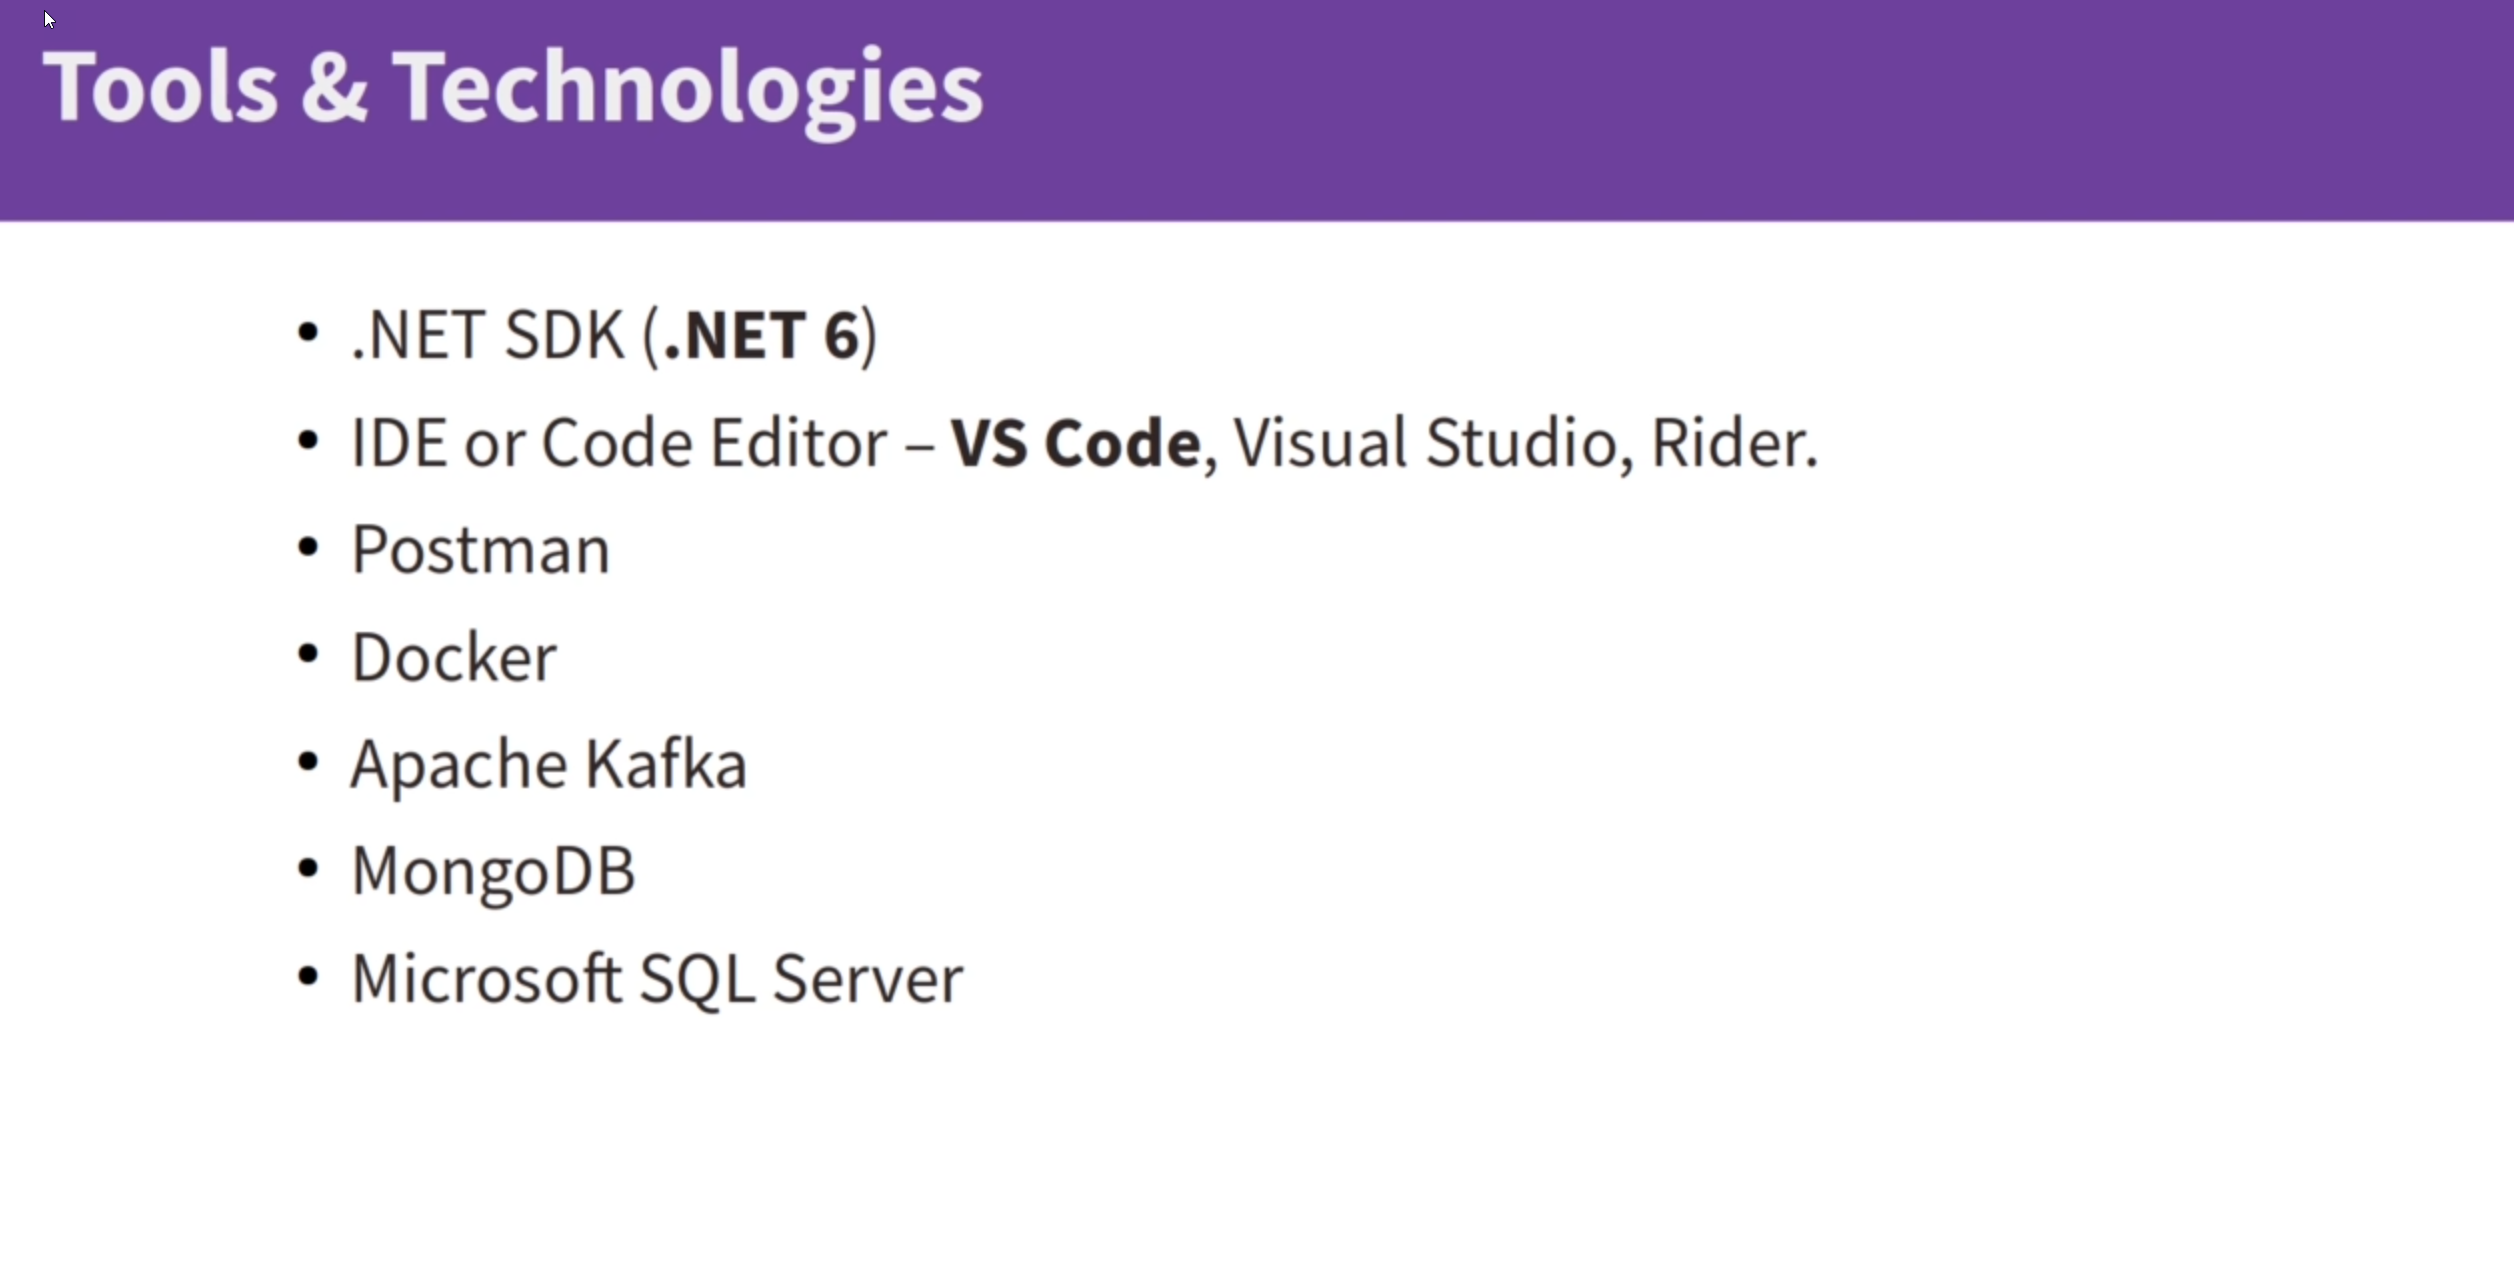 Tools & Technologies
• .NET SDK (.NET 6)
• IDE or Code Editor – VS Code, Visual Studio, Rider.
• Postman
• Docker
• Apache Kafka
• MongoDB
• Microsoft SQL Server